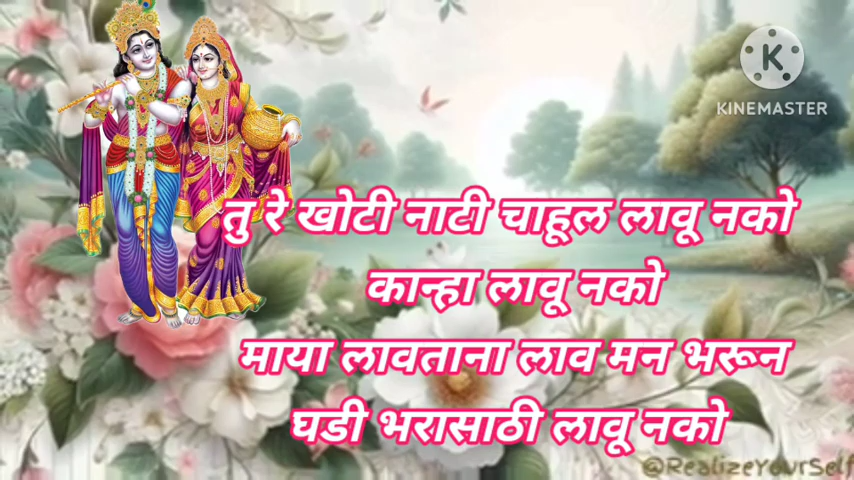 KINEMASTER
तु रे खोटी नाटी चाहूल लावू नको
कान्हा लावू नको
माया लावताना लाव मन भरून
घडी भरासाठी लावू नको
@RealizeYourSelf